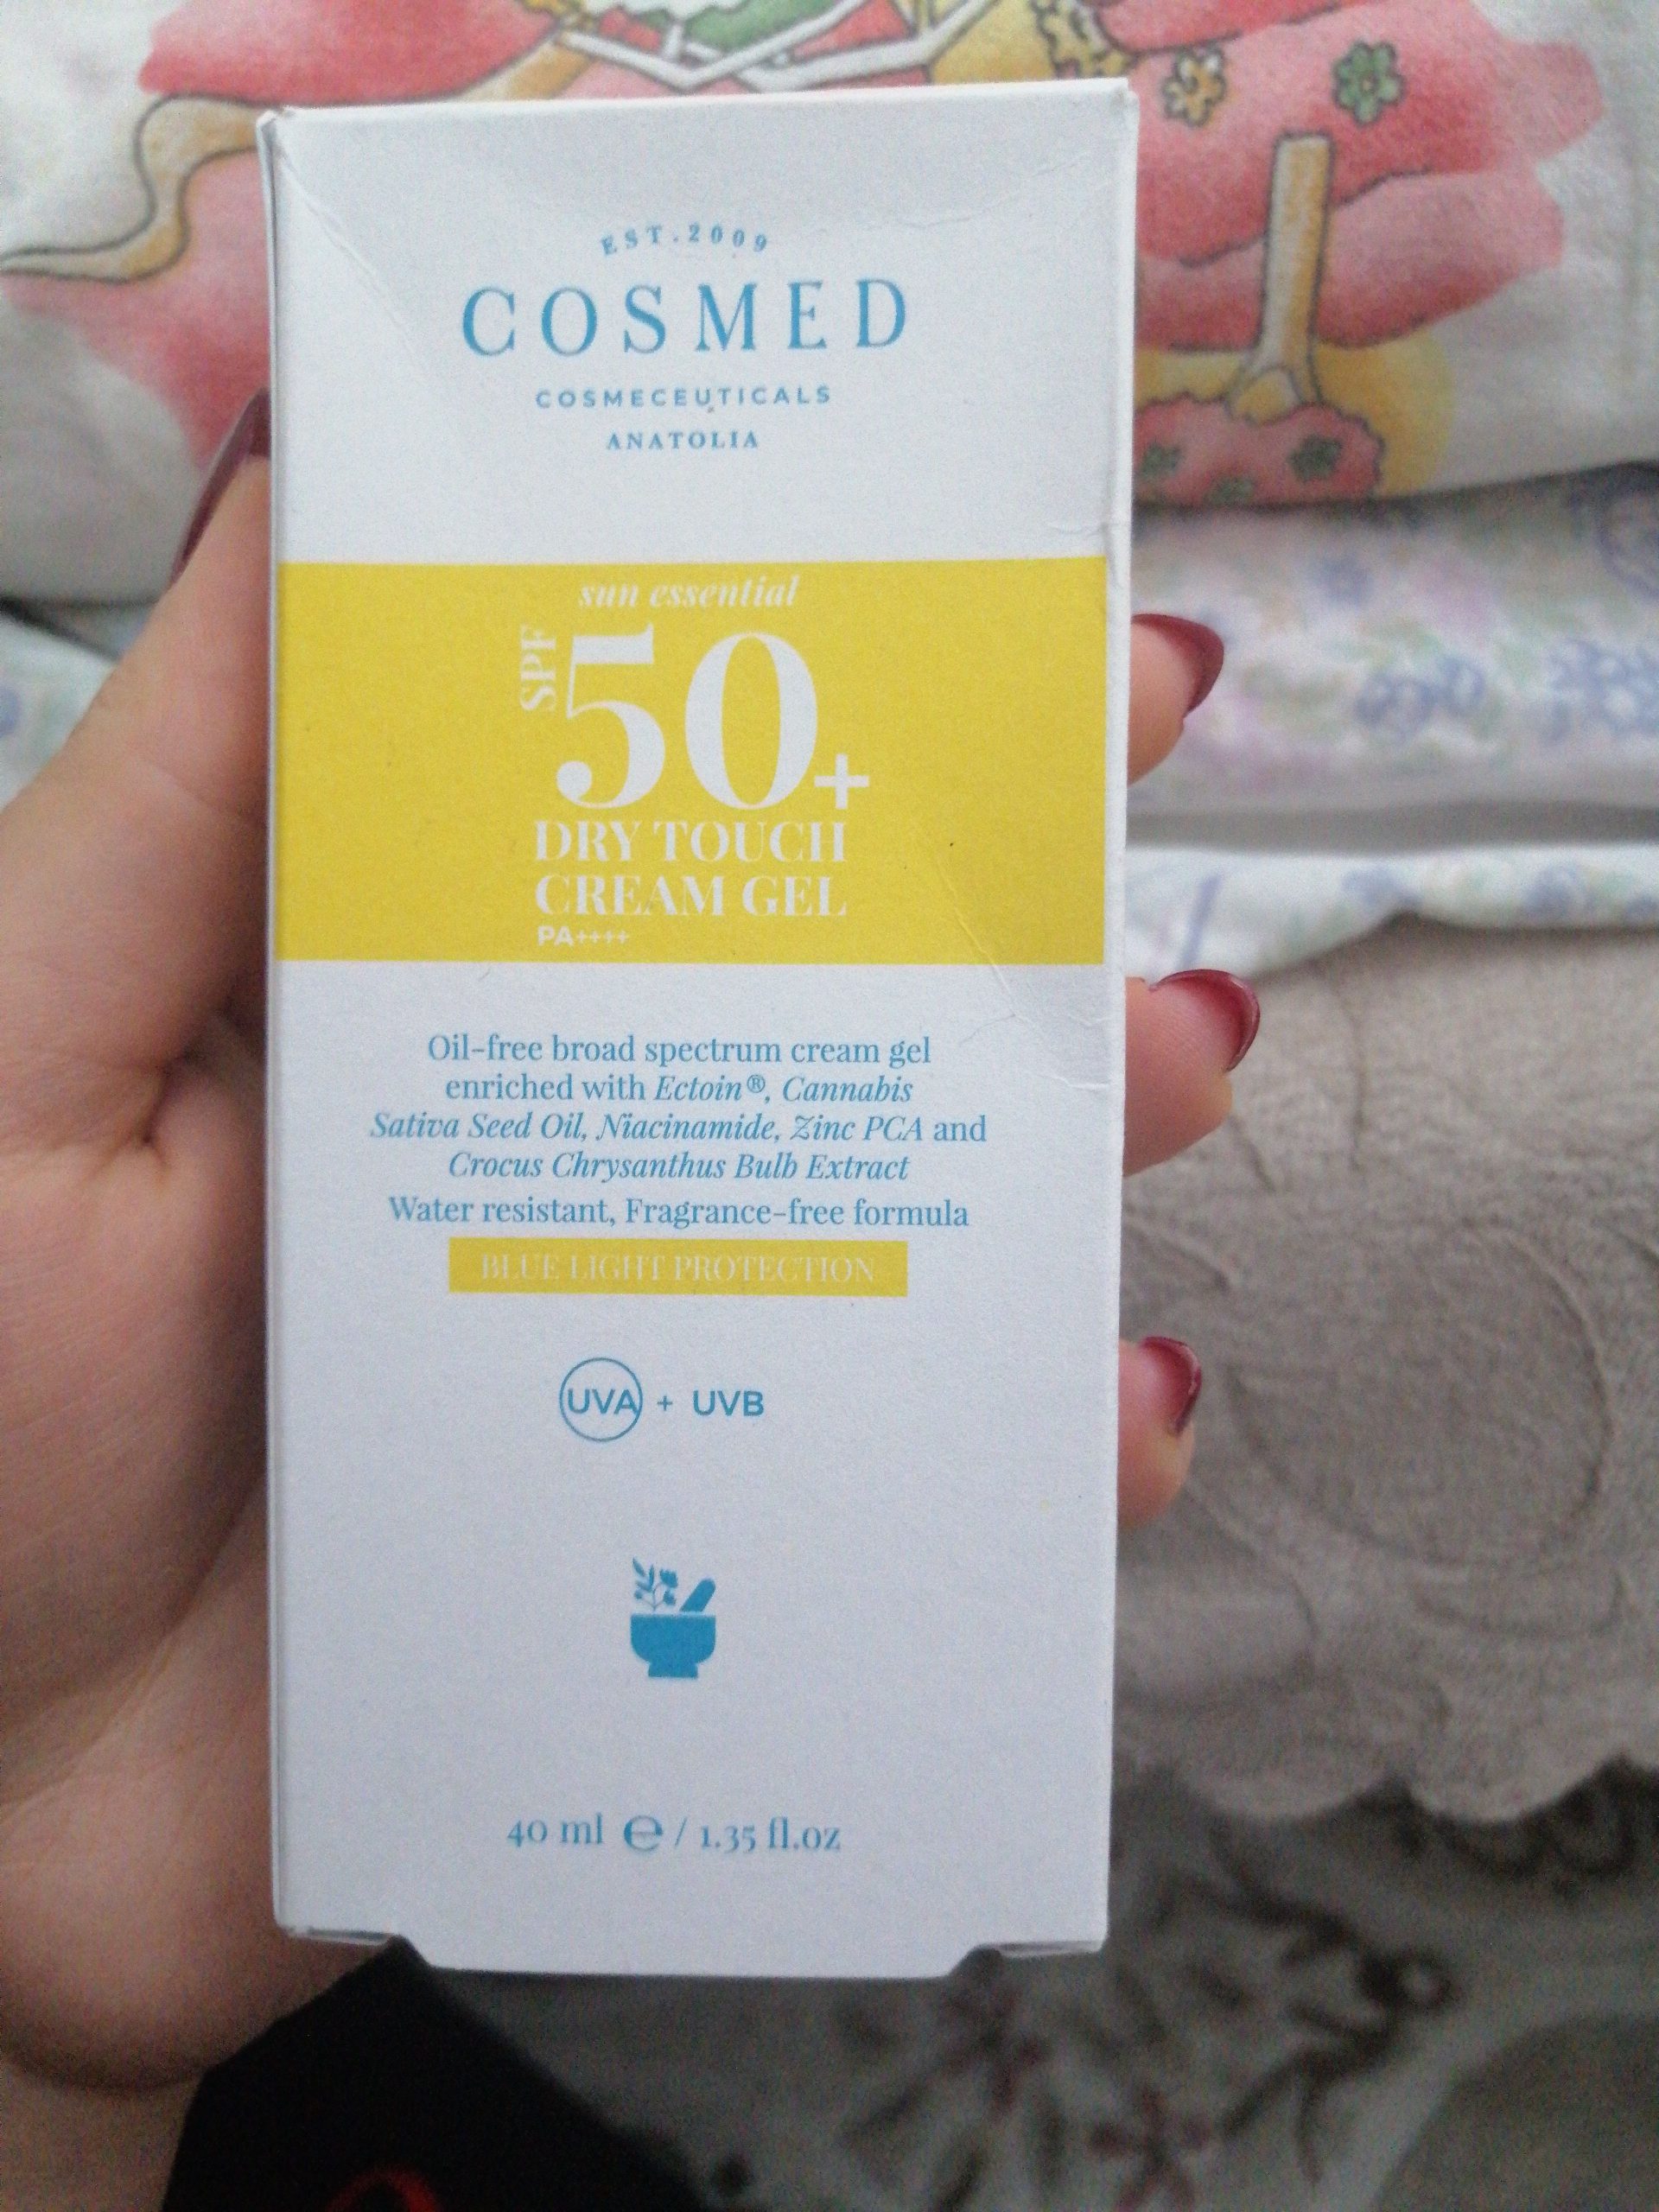 EST.2009
COSMED
COSMECEUTICALS
ANATOLIA
sun essential
SPF 50+
DRY TOUCH
CREAM GEL
PA++++
Oil-free broad spectrum cream gel
enriched with Ectoin®, Cannabis
Sativa Seed Oil, Niacinamide, Zinc PCA and
Crocus Chrysanthus Bulb Extract
Water resistant, Fragrance-free formula
BLUE LIGHT PROTECTION
UVA + UVB
40 ml ℮ / 1.35 fl.oz